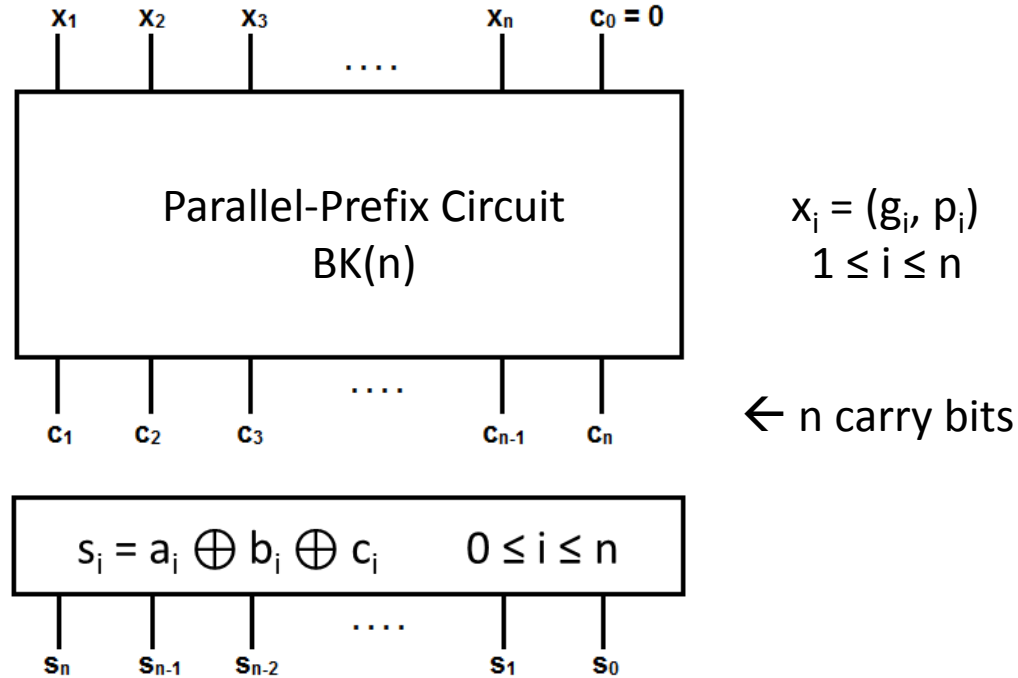 x₁ x₂ x₃ .... xₙ c₀ = 0
Parallel-Prefix Circuit
BK(n)
xᵢ = (gᵢ, pᵢ)
1 ≤ i ≤ n
c₁ c₂ c₃ .... cₙ₋₁ cₙ
← n carry bits
sᵢ = aᵢ ⊕ bᵢ ⊕ cᵢ 0 ≤ i ≤ n
sₙ sₙ₋₁ sₙ₋₂ .... s₁ s₀